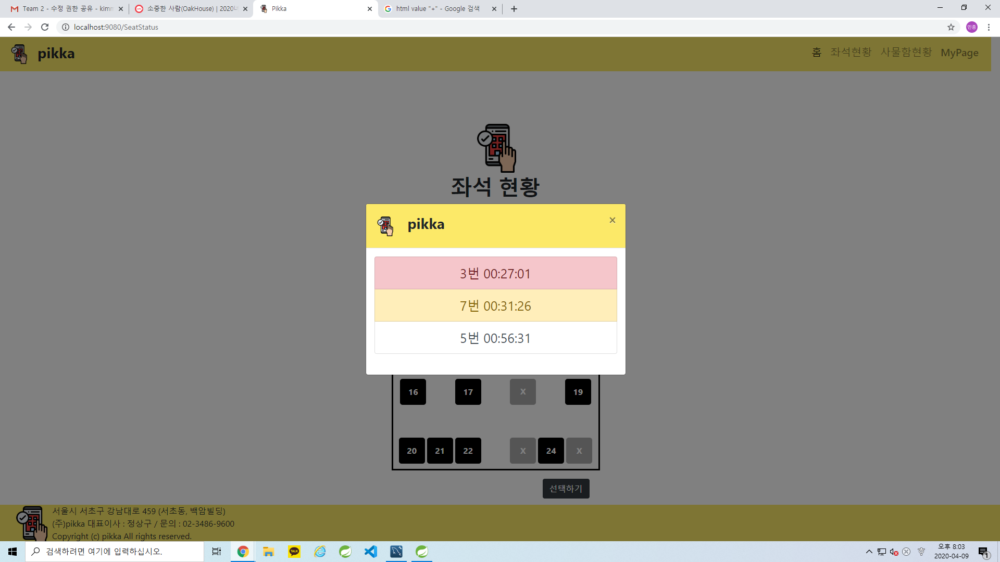 Team 2 - 수정 권한 공유 - kimm
소중한 사람(OakHouse) | 2020년
Pikka
html value "+" - Google 검색
localhost:9080/SeatStatus
민종
pikka
홈 좌석현황 사물함현황 MyPage
좌석 현황
pikka
×
3번 00:27:01
7번 00:31:26
5번 00:56:31
16 17 X 19
20 21 22 X 24 X
선택하기
서울시 서초구 강남대로 459 (서초동, 백암빌딩)
(주)pikka 대표이사 : 정상구 / 문의 : 02-3486-9600
Copyright (c) pikka All rights reserved.
검색하려면 여기에 입력하십시오.
TALK
오후 8:03
2020-04-09
1